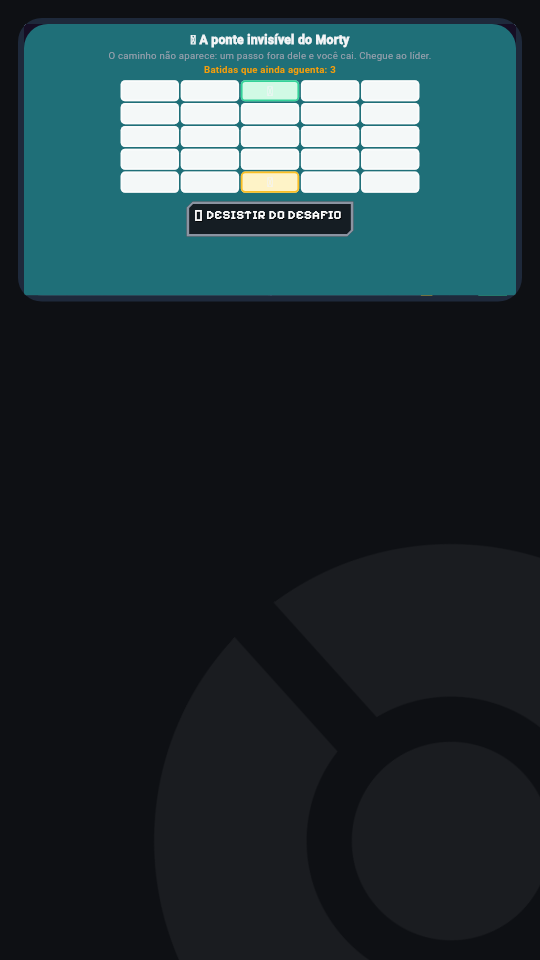 A ponte invisível do Morty
O caminho não aparece: um passo fora dele e você cai. Chegue ao líder.
Batidas que ainda aguenta: 3
DESISTIR DO DESAFIO